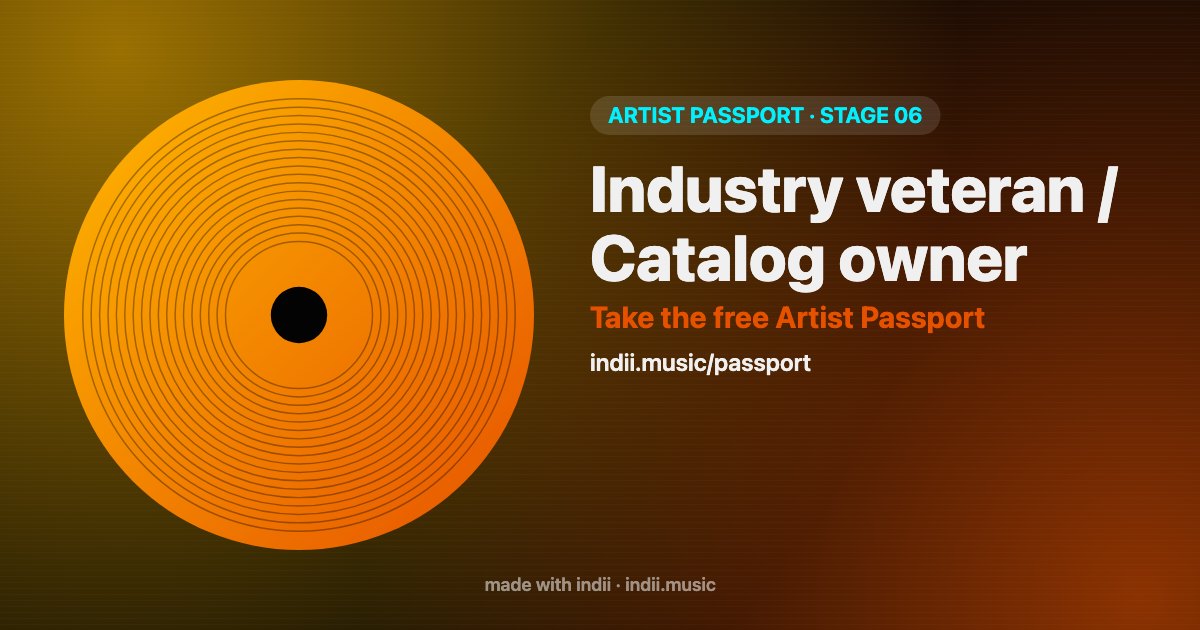 ARTIST PASSPORT · STAGE 06
Industry veteran /
Catalog owner
Take the free Artist Passport
indii.music/passport
made with indii · indii.music